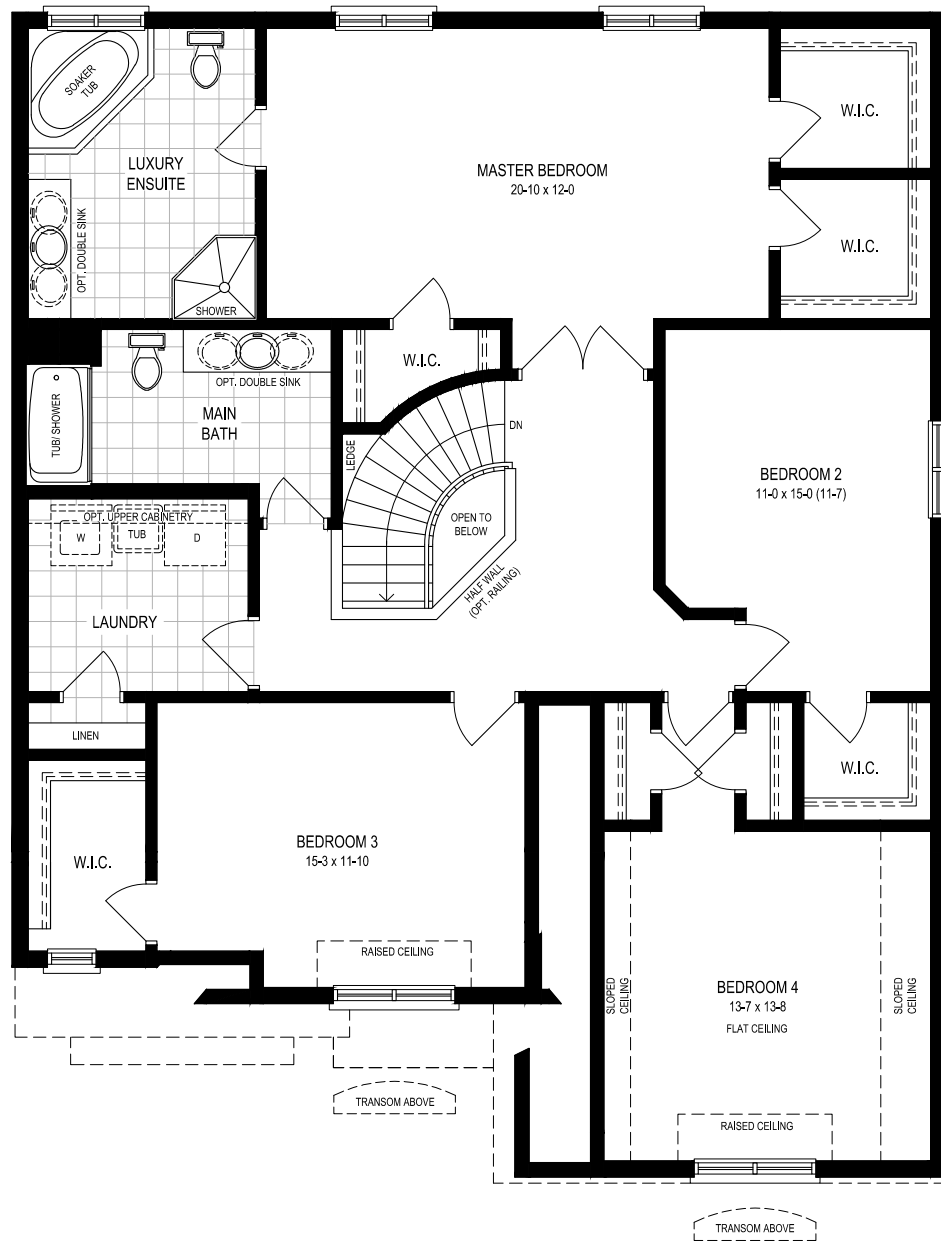 SOAKER
TUB
LUXURY
ENSUITE
OPT. DOUBLE SINK
SHOWER
MASTER BEDROOM
20-10 x 12-0
W.I.C.
W.I.C.
W.I.C.
OPT. DOUBLE SINK
TUB/ SHOWER
MAIN
BATH
LEDGE
DN
OPEN TO
BELOW
HALF WALL
(OPT. RAILING)
BEDROOM 2
11-0 x 15-0 (11-7)
OPT. UPPER CABINETRY
W
TUB
D
LAUNDRY
LINEN
W.I.C.
W.I.C.
BEDROOM 3
15-3 x 11-10
RAISED CEILING
TRANSOM ABOVE
SLOPED
CEILING
BEDROOM 4
13-7 x 13-8
FLAT CEILING
SLOPED
CEILING
RAISED CEILING
TRANSOM ABOVE